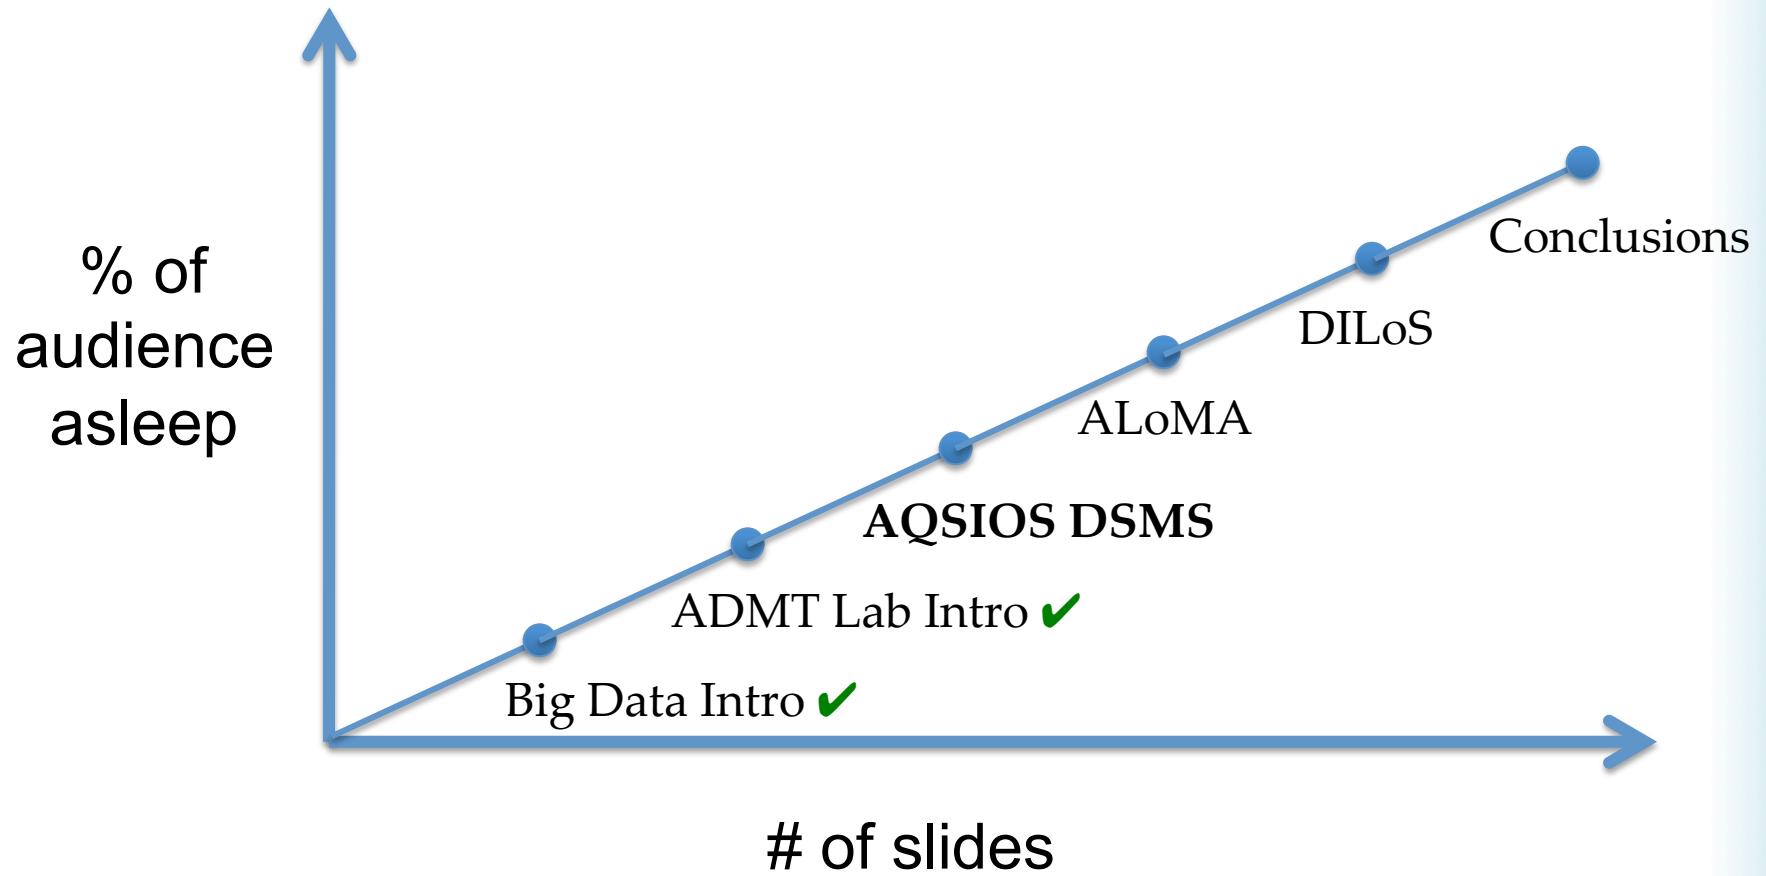 % of
audience
asleep
Conclusions
DILoS
ALoMA
AQSIOS DSMS
ADMT Lab Intro ✔
Big Data Intro ✔
# of slides